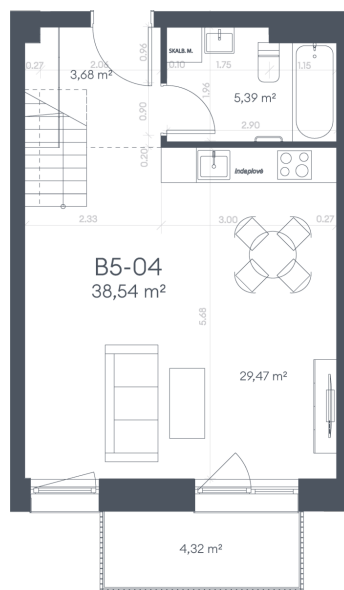 SKALB. M.
0.96
0.27
2.06
0.10
1.75
1.15
3,68 m²
1.96
5,39 m²
0.90
2.90
0.20
Indaplovė
2.33
3.00
0.27
B5-04
38,54 m²
5.68
29,47 m²
4,32 m²